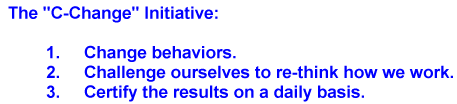 The "C-Change" Initiative:
1. Change behaviors.
2. Challenge ourselves to re-think how we work.
3. Certify the results on a daily basis.